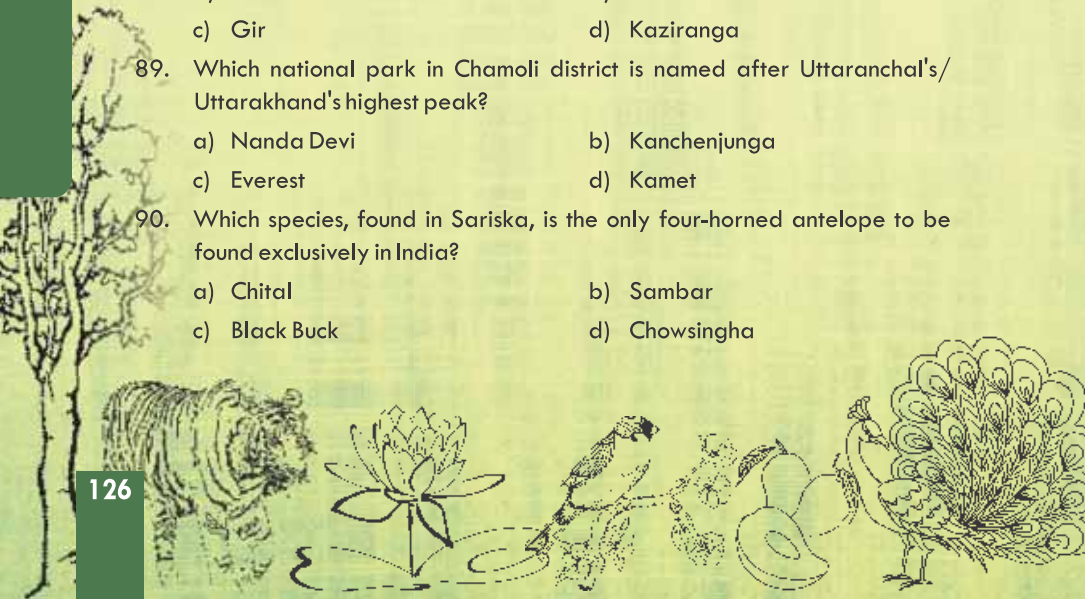 c) Gir d) Kaziranga
89. Which national park in Chamoli district is named after Uttaranchal's/
Uttarakhand's highest peak?
a) Nanda Devi b) Kanchenjunga
c) Everest d) Kamet
90. Which species, found in Sariska, is the only four-horned antelope to be
found exclusively in India?
a) Chital b) Sambar
c) Black Buck d) Chowsingha
126